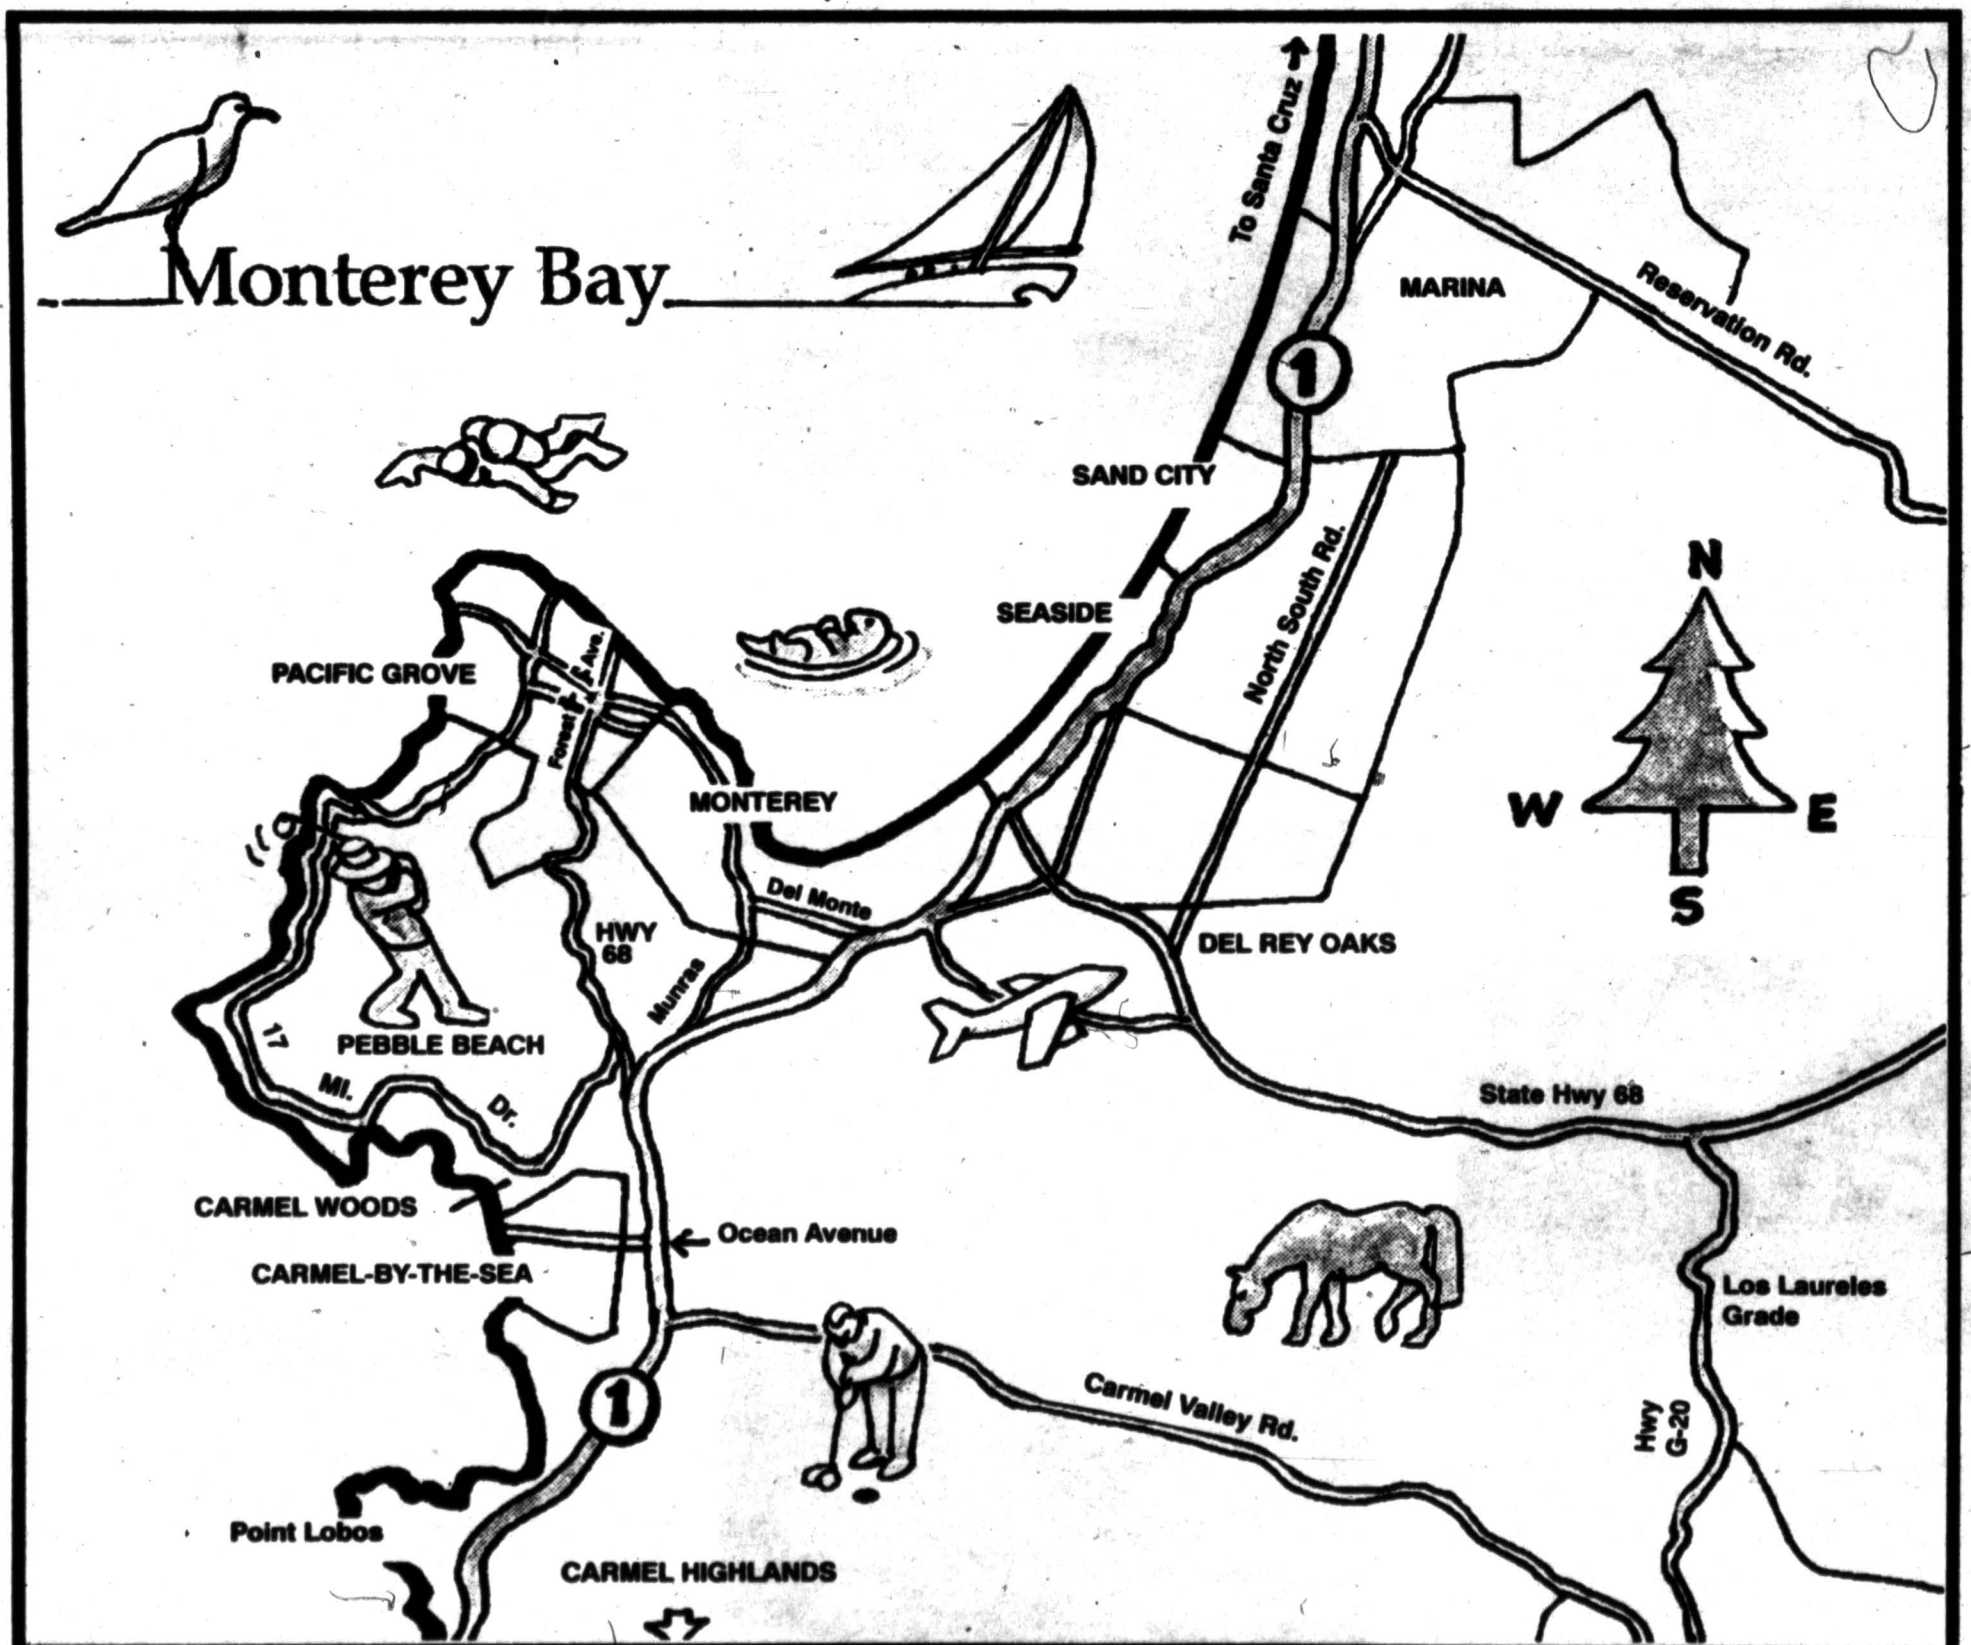 To Santa Cruz
Monterey Bay
MARINA
Reservation Rd.
1
SAND CITY
North South Rd.
N
SEASIDE
Forest Ave.
PACIFIC GROVE
MONTEREY
W
E
S
Del Monte
HWY
68
DEL REY OAKS
Munras
17
MI.
Dr.
PEBBLE BEACH
State Hwy 68
CARMEL WOODS
Ocean Avenue
CARMEL-BY-THE-SEA
Los Laureles
Grade
1
Carmel Valley Rd.
Hwy
G-20
Point Lobos
CARMEL HIGHLANDS